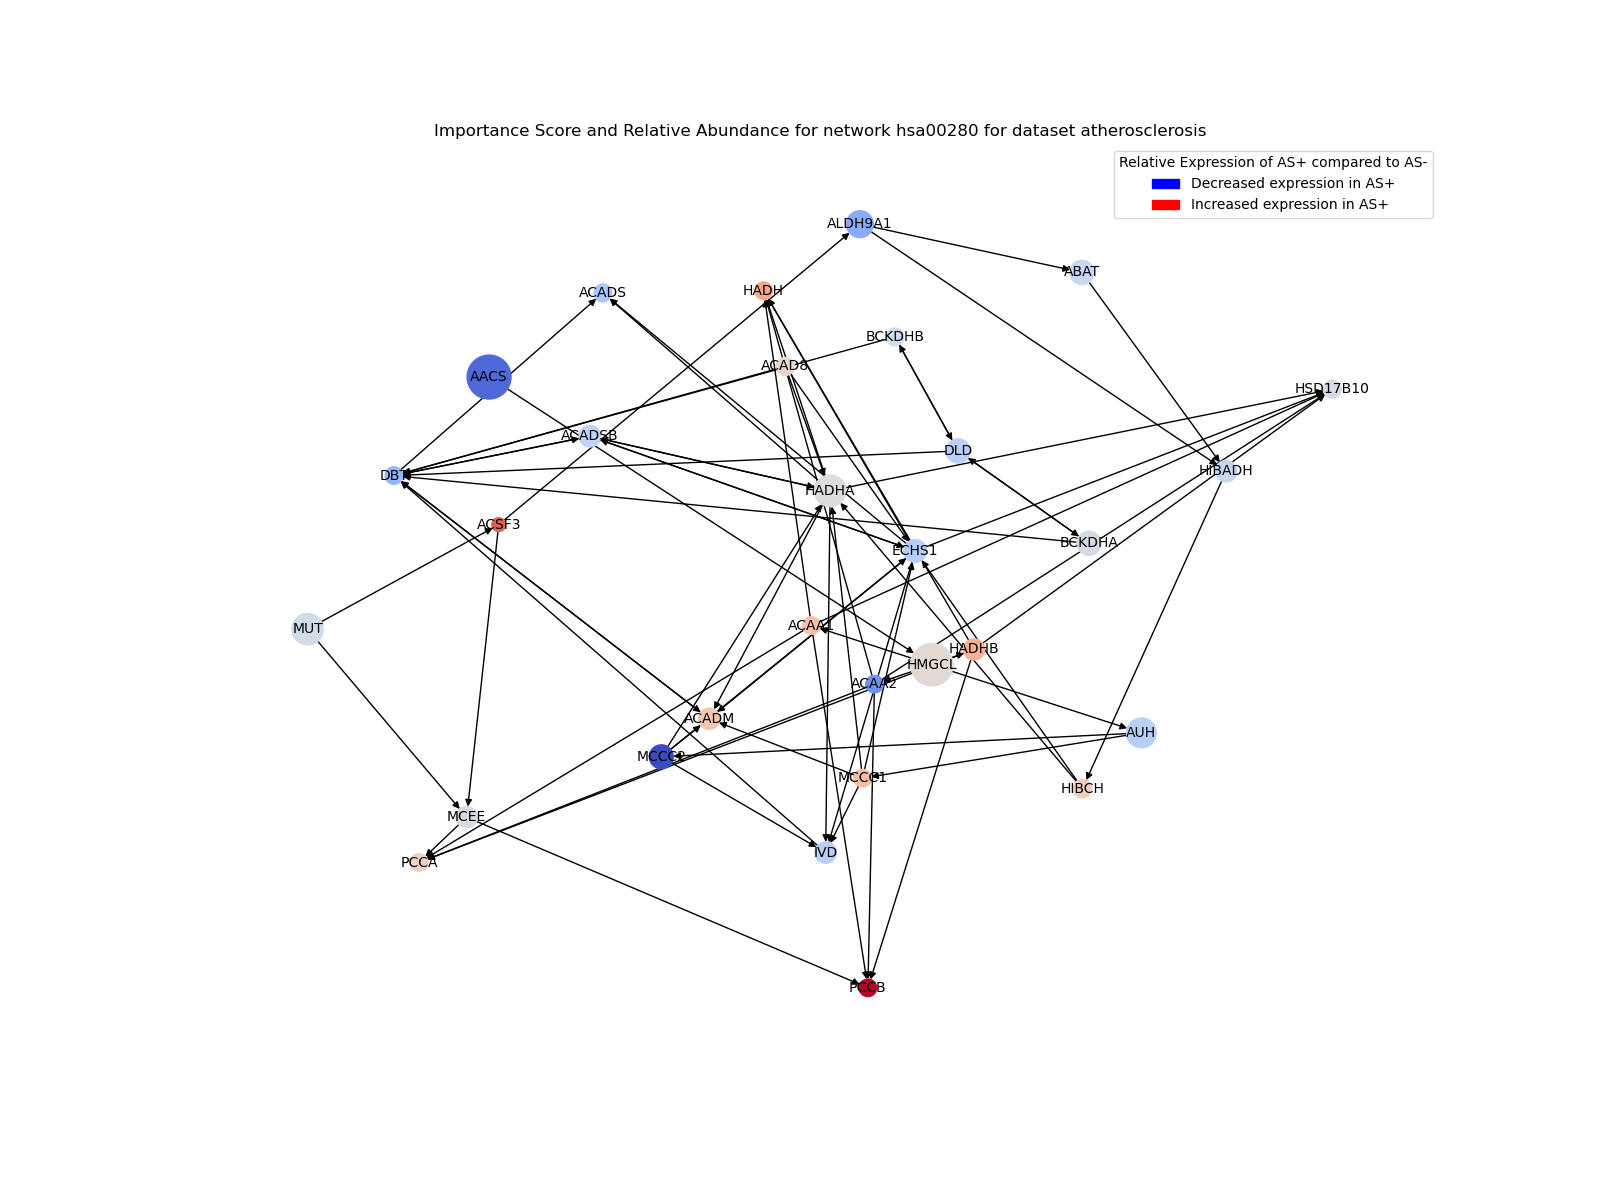 Importance Score and Relative Abundance for network hsa00280 for dataset atherosclerosis
Relative Expression of AS+ compared to AS-
Decreased expression in AS+
Increased expression in AS+
ALDH9A1
ABAT
ACADS
HADH
BCKDHB
ACAD8
AACS
HSD17B10
ACADSB
DLD
DBT
HIBADH
HADHA
ACSF3
BCKDHA
ECHS1
MUT
ACAA1
HADHB
HMGCL
ACAA2
ACADM
AUH
MCCC2
MCCC1
HIBCH
MCEE
IVD
PCCA
PCCB